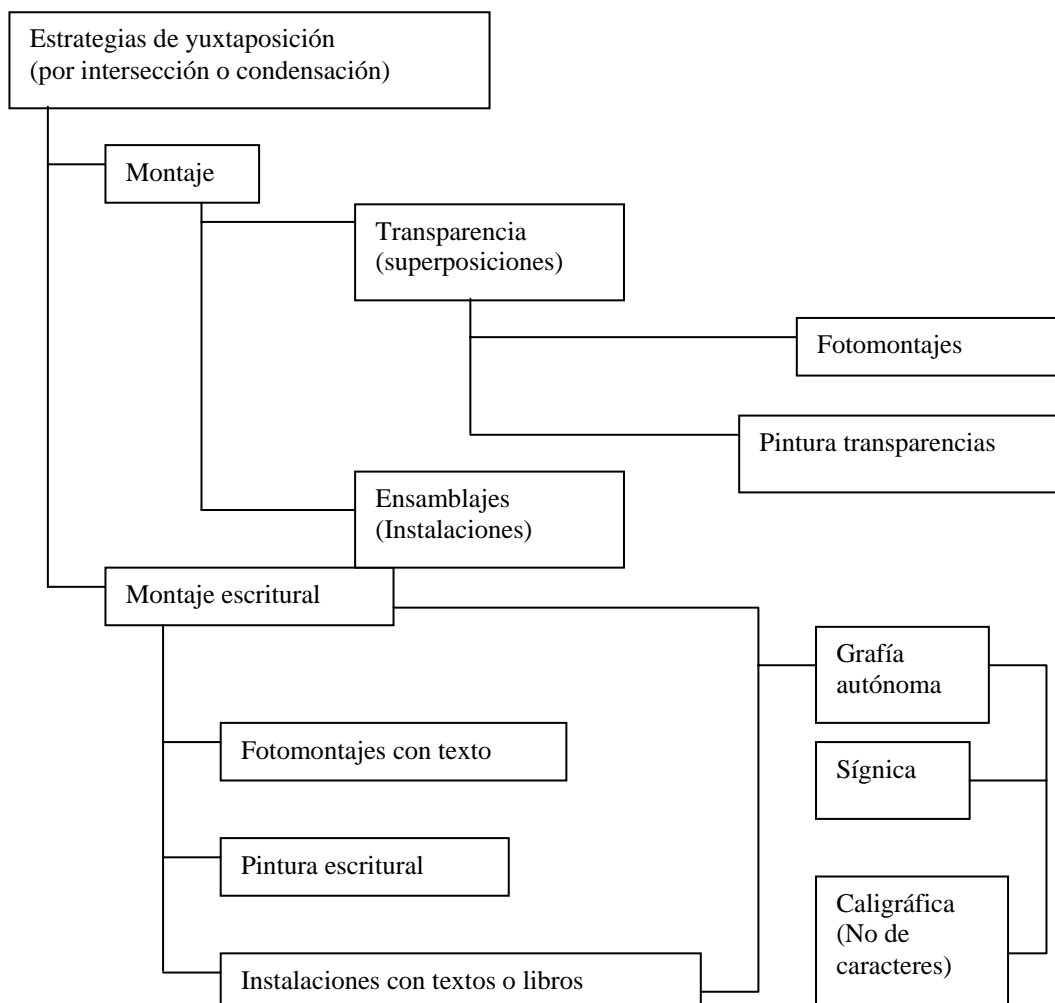 Estrategias de yuxtaposición
(por intersección o condensación)
Montaje
Transparencia
(superposiciones)
Fotomontajes
Pintura transparencias
Ensamblajes
(Instalaciones)
Montaje escritural
Grafía
autónoma
Fotomontajes con texto
Sígnica
Pintura escritural
Caligráfica
(No de
caracteres)
Instalaciones con textos o libros